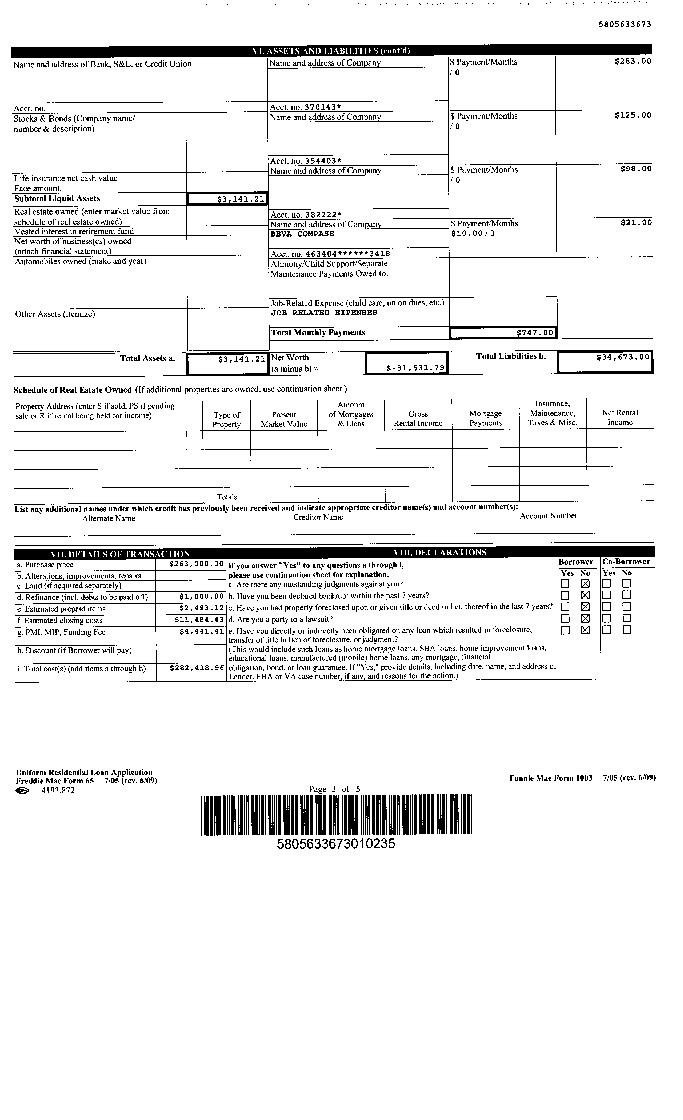 5805633673
VI. ASSETS AND LIABILITIES (cont'd)
Name and address of Bank, S&L, or Credit Union
Name and address of Company
$ Payment/Months
/ 0
$283.00
Acct. no.
Acct. no. 370143*
Stocks & Bonds (Company name/
number & description)
Name and address of Company
$ Payment/Months
/ 0
$125.00
Acct. no. 354403*
Name and address of Company
$ Payment/Months
/ 0
$98.00
Life insurance net cash value
Face amount
Subtotal Liquid Assets
$3,141.21
Real estate owned (enter market value from
schedule of real estate owned)
Acct. no. 382222*
Vested interest in retirement fund
Name and address of Company
BBVA COMPASS
$ Payment/Months
$10.00 / 3
$21.00
Net worth of business(es) owned
(attach financial statement)
Automobiles owned (make and year)
Acct. no. 463404******3418
Alimony/Child Support/Separate
Maintenance Payments Owed to:
Job-Related Expense (child care, union dues, etc.)
JOB RELATED EXPENSES
Other Assets (itemize)
Total Monthly Payments
$747.00
Total Assets a.
$3,141.21
Net Worth
(a minus b) =
$-31,531.79
Total Liabilities b.
$34,673.00
Schedule of Real Estate Owned (If additional properties are owned, use continuation sheet.)
Property Address (enter S if sold, PS if pending
sale or R if rental being held for income)
Type of
Property
Present
Market Value
Amount
of Mortgages
& Liens
Gross
Rental Income
Mortgage
Payments
Insurance,
Maintenance,
Taxes & Misc.
Net Rental
Income
Totals
List any additional names under which credit has previously been received and indicate appropriate creditor name(s) and account number(s):
Alternate Name
Creditor Name
Account Number
VII. DETAILS OF TRANSACTION
VIII. DECLARATIONS
a. Purchase price
$263,000.00
b. Alterations, improvements, repairs
c. Land (if acquired separately)
d. Refinance (incl. debts to be paid off)
$1,000.00
e. Estimated prepaid items
$2,493.12
f. Estimated closing costs
$11,484.43
g. PMI, MIP, Funding Fee
$4,441.41
h. Discount (if Borrower will pay)
i. Total cost(s) (add items a through h)
$282,418.96
If you answer "Yes" to any questions a through i,
please use continuation sheet for explanation.
Borrower
Co-Borrower
Yes No
Yes No
a. Are there any outstanding judgments against you?
b. Have you been declared bankrupt within the past 7 years?
c. Have you had property foreclosed upon or given title or deed in lieu thereof in the last 7 years?
d. Are you a party to a lawsuit?
e. Have you directly or indirectly been obligated on any loan which resulted in foreclosure,
transfer of title in lieu of foreclosure, or judgment?
(This would include such loans as home mortgage loans, SBA loans, home improvement loans,
educational loans, manufactured (mobile) home loans, any mortgage, financial
obligation, bond, or loan guarantee. If "Yes," provide details, including date, name, and address of
Lender, FHA or VA case number, if any, and reasons for the action.)
Uniform Residential Loan Application
Freddie Mac Form 65 7/05 (rev. 6/09)
Page 3 of 5
Fannie Mae Form 1003 7/05 (rev. 6/09)
5805633673010235